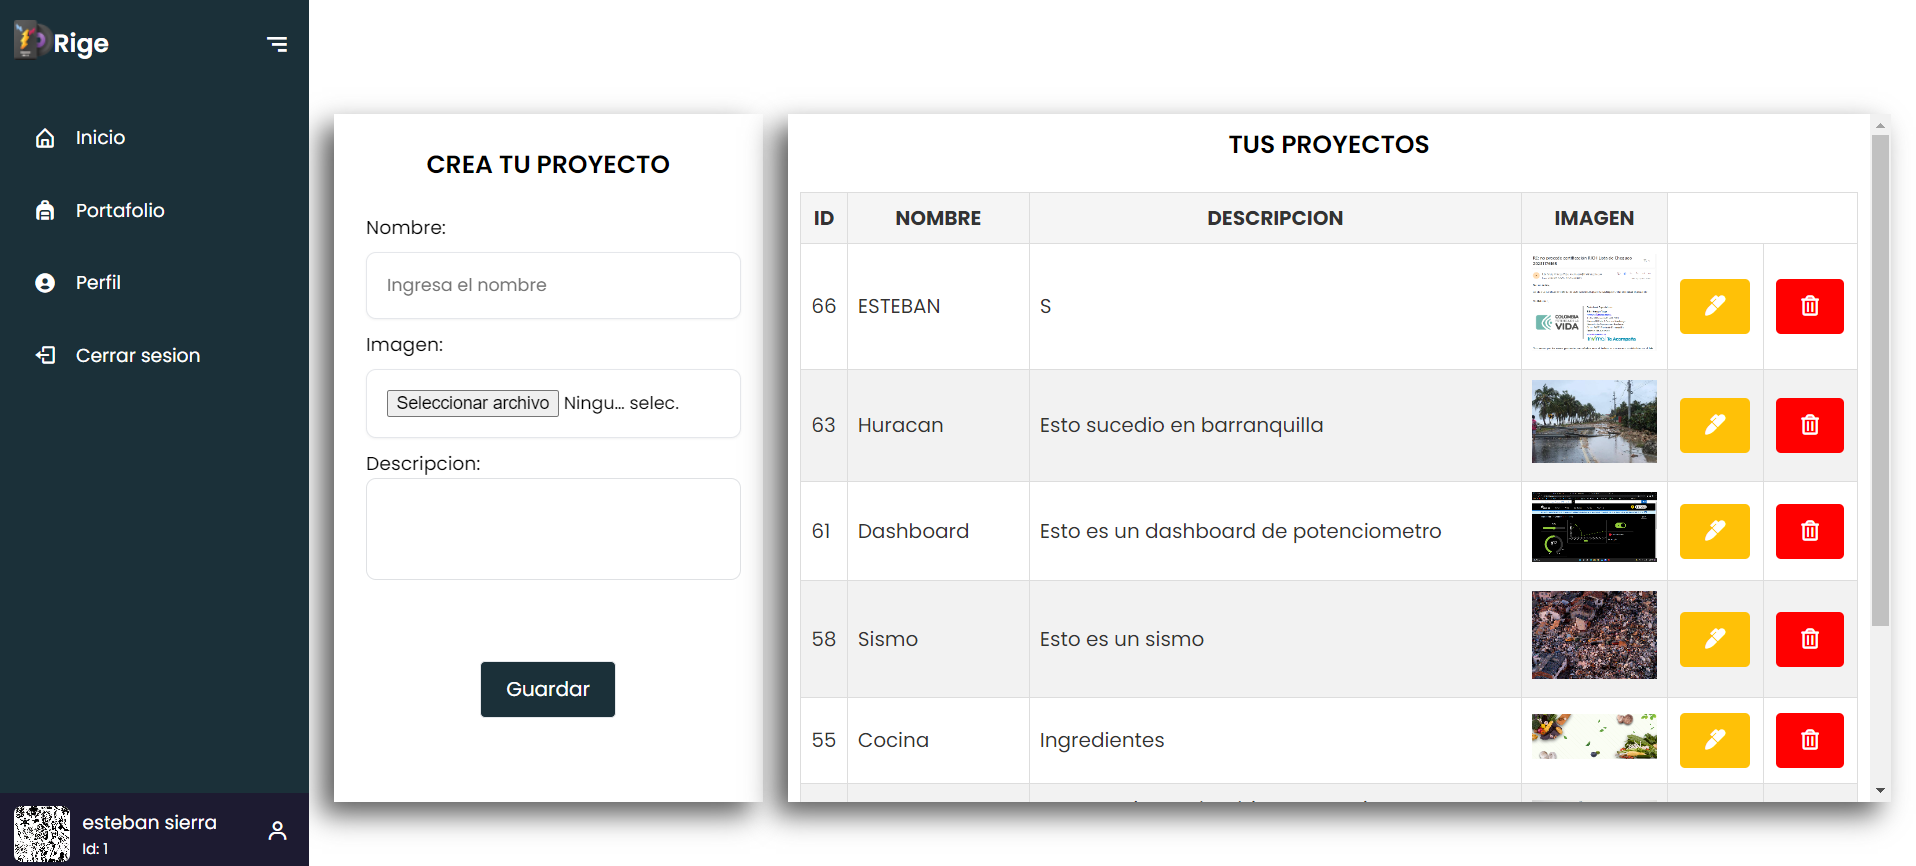 Rige
Inicio
Portafolio
Perfil
Cerrar sesion
esteban sierra
Id: 1
CREA TU PROYECTO
Nombre:
Ingresa el nombre
Imagen:
Seleccionar archivo Ningu... selec.
Descripcion:
Guardar
TUS PROYECTOS
ID NOMBRE DESCRIPCION IMAGEN
66 ESTEBAN S
COLOMBIA
VIDA
63 Huracan Esto sucedio en barranquilla
61 Dashboard Esto es un dashboard de potenciometro
58 Sismo Esto es un sismo
55 Cocina Ingredientes